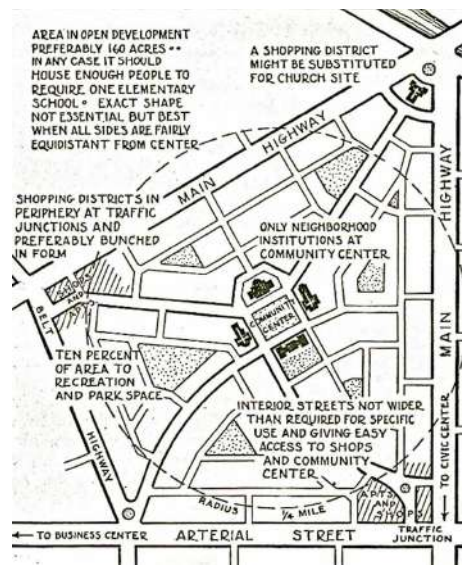 AREA IN OPEN DEVELOPMENT
PREFERABLY 160 ACRES ••
IN ANY CASE IT SHOULD
HOUSE ENOUGH PEOPLE TO
REQUIRE ONE ELEMENTARY
SCHOOL • EXACT SHAPE
NOT ESSENTIAL BUT BEST
WHEN ALL SIDES ARE FAIRLY
EQUIDISTANT FROM CENTER
A SHOPPING DISTRICT
MIGHT BE SUBSTITUTED
FOR CHURCH SITE
MAIN HIGHWAY
HIGHWAY
MAIN
SHOPPING DISTRICTS IN
PERIPHERY AT TRAFFIC
JUNCTIONS AND
PREFERABLY BUNCHED
IN FORM
ONLY NEIGHBORHOOD
INSTITUTIONS AT
COMMUNITY CENTER
SHOPS
AND
COMMUNITY
CENTER
BELT
HIGHWAY
TEN PERCENT
OF AREA TO
RECREATION
AND PARK SPACE
INTERIOR STREETS NOT WIDER
THAN REQUIRED FOR SPECIFIC
USE AND GIVING EASY
ACCESS TO SHOPS
AND COMMUNITY
CENTER
TO CIVIC CENTER
RADIUS 1/4 MILE
APTS
AND
SHOPS
TRAFFIC
JUNCTION
← TO BUSINESS CENTER
ARTERIAL STREET